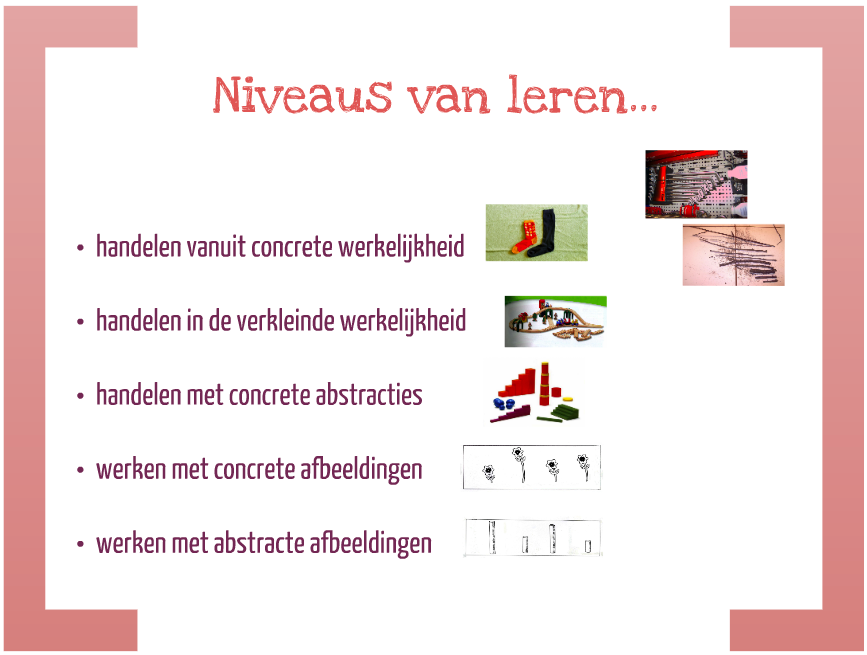 Niveaus van leren...
• handelen vanuit concrete werkelijkheid
• handelen in de verkleinde werkelijkheid
• handelen met concrete abstracties
• werken met concrete afbeeldingen
• werken met abstracte afbeeldingen